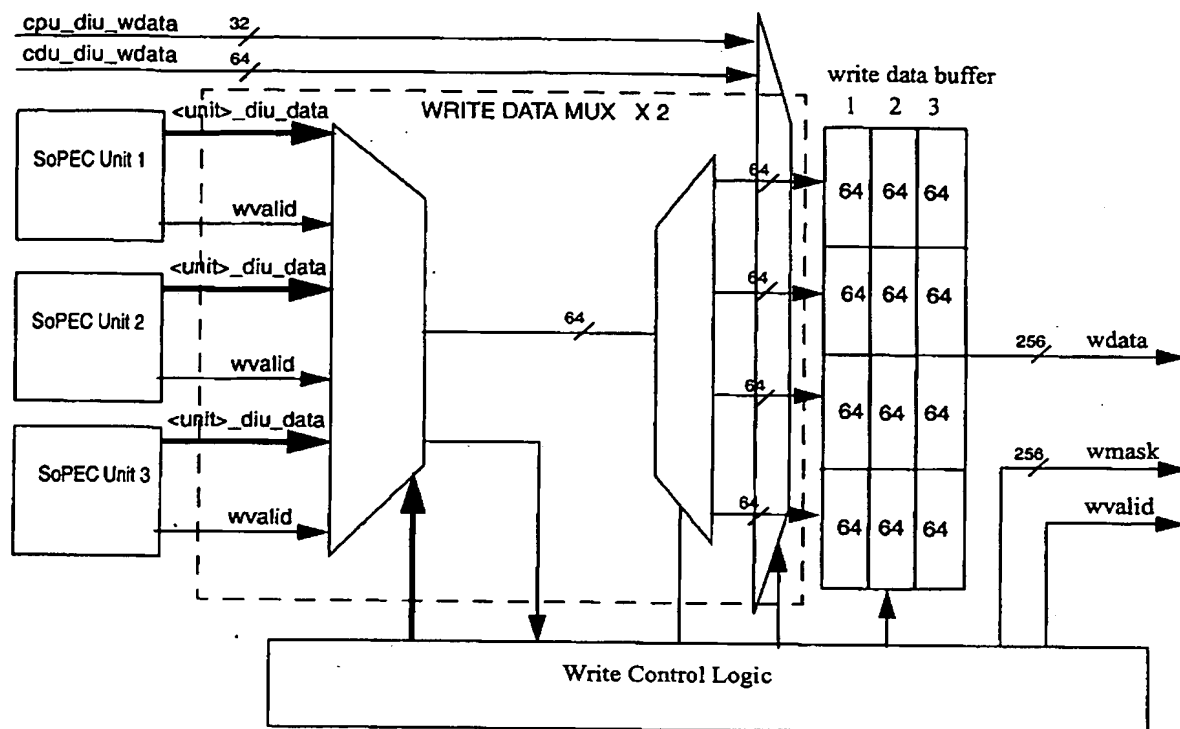 cpu_diu_wdata 32
cdu_diu_wdata 64
write data buffer
1 2 3
<unit>_diu_data
WRITE DATA MUX X 2
SoPEC Unit 1
wvalid
64
64 64 64
<unit>_diu_data
SoPEC Unit 2
64
64
64 64 64
wvalid
256 wdata
<unit>_diu_data
SoPEC Unit 3
64
64 64 64
256 wmask
wvalid
64
64 64 64
wvalid
Write Control Logic